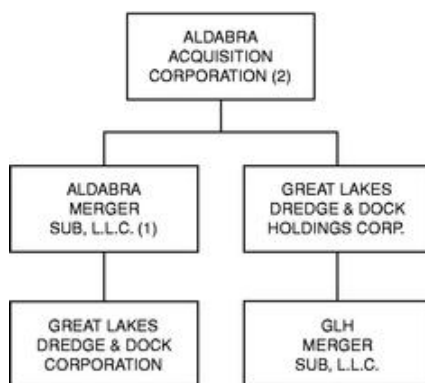 ALDABRA
ACQUISITION
CORPORATION (2)
ALDABRA
MERGER
SUB, L.L.C. (1)
GREAT LAKES
DREDGE & DOCK
HOLDINGS CORP.
GREAT LAKES
DREDGE & DOCK
CORPORATION
GLH
MERGER
SUB, L.L.C.